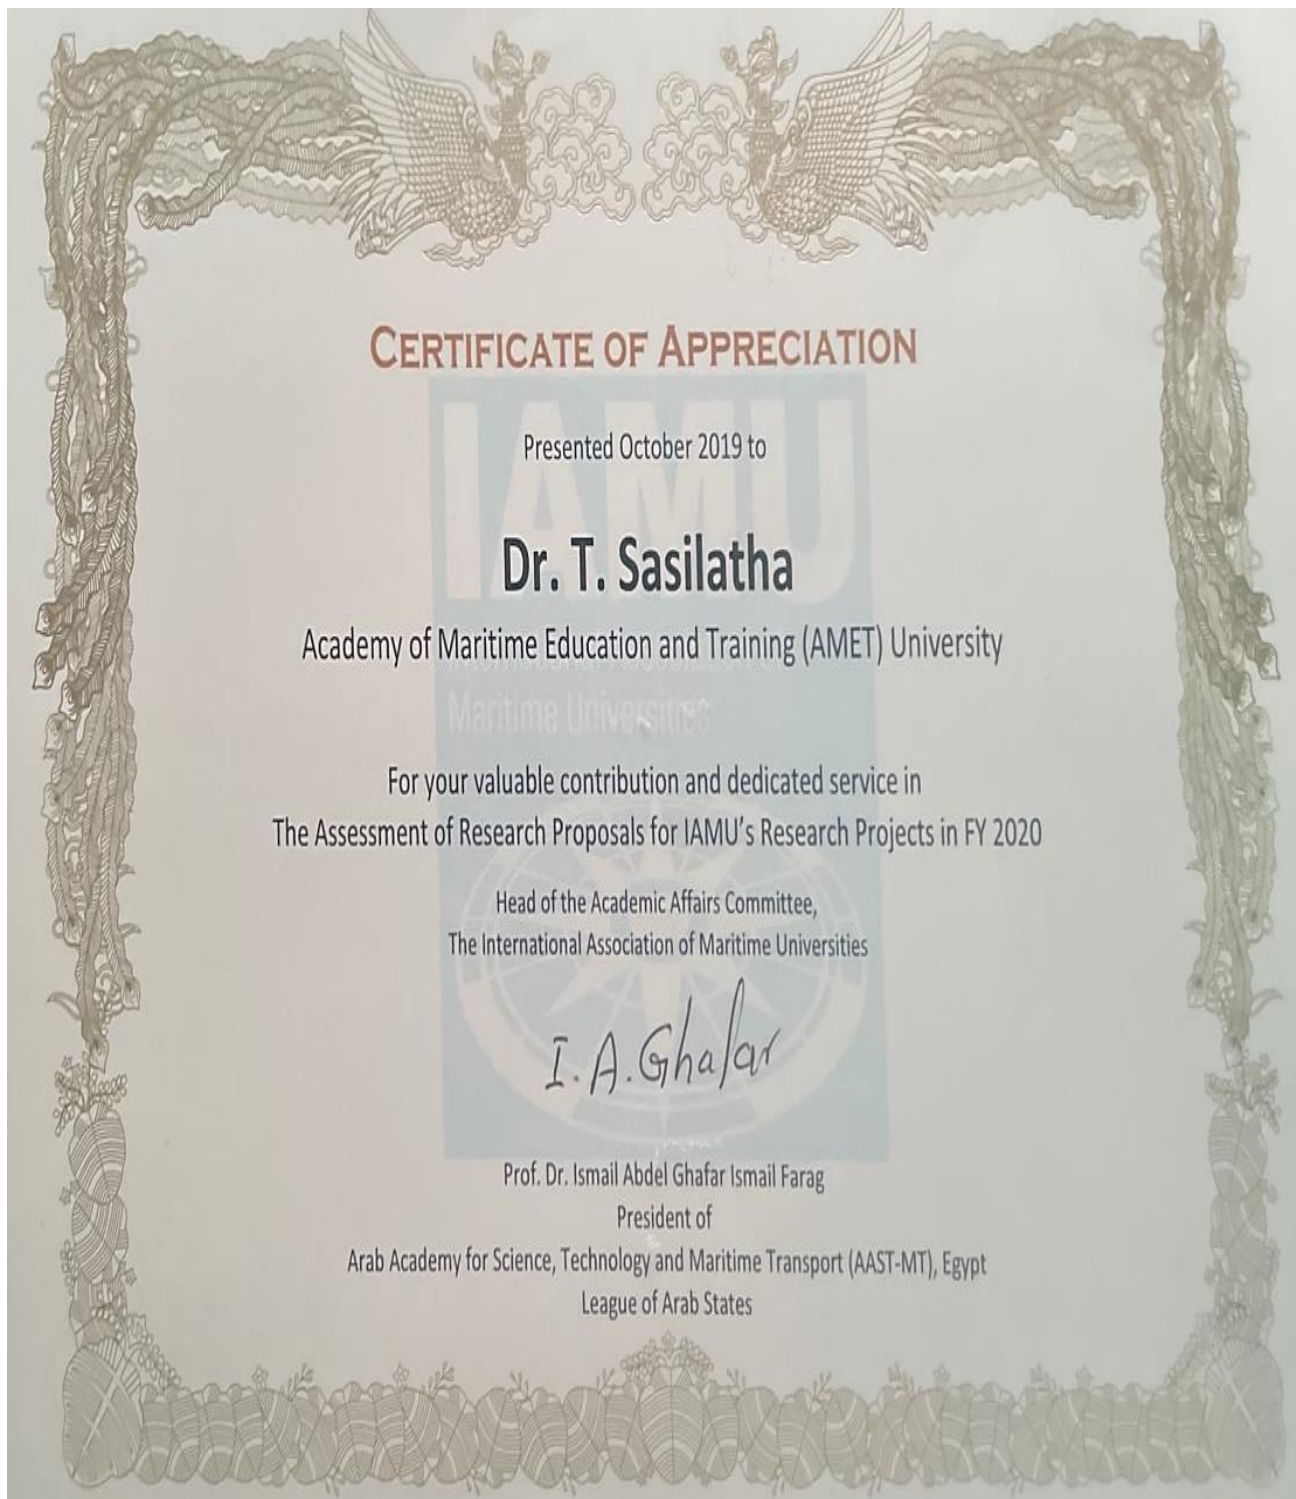 CERTIFICATE OF APPRECIATION
IAMU
Presented October 2019 to
Dr. T. Sasilatha
Academy of Maritime Education and Training (AMET) University
Maritime Universities
For your valuable contribution and dedicated service in
The Assessment of Research Proposals for IAMU's Research Projects in FY 2020
Head of the Academic Affairs Committee,
The International Association of Maritime Universities
I. A. Ghafar
Prof. Dr. Ismail Abdel Ghafar Ismail Farag
President of
Arab Academy for Science, Technology and Maritime Transport (AAST-MT), Egypt
League of Arab States